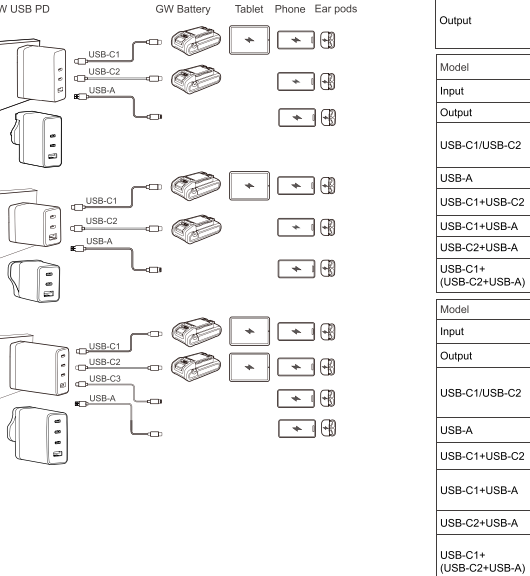 W USB PD GW Battery Tablet Phone Ear pods
USB-C1
USB-C2
USB-A
USB-C1
USB-C2
USB-A
USB-C1
USB-C2
USB-C3
USB-A
Output
Model
Input
Output
USB-C1/USB-C2
USB-A
USB-C1+USB-C2
USB-C1+USB-A
USB-C2+USB-A
USB-C1+
(USB-C2+USB-A)
Model
Input
Output
USB-C1/USB-C2
USB-A
USB-C1+USB-C2
USB-C1+USB-A
USB-C2+USB-A
USB-C1+
(USB-C2+USB-A)